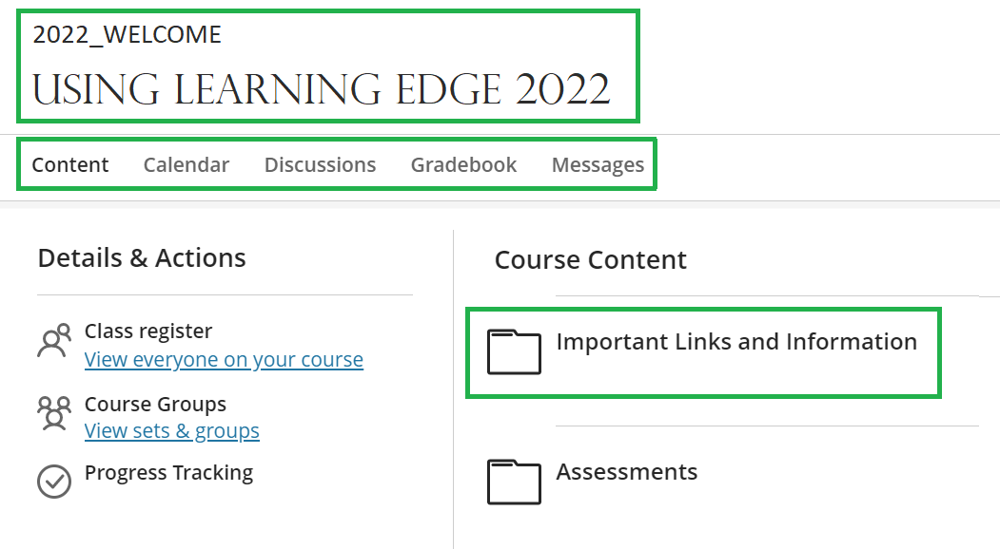 2022_WELCOME
USING LEARNING EDGE 2022
Content Calendar Discussions Gradebook Messages
Details & Actions
Class register
View everyone on your course
Course Groups
View sets & groups
Progress Tracking
Course Content
Important Links and Information
Assessments